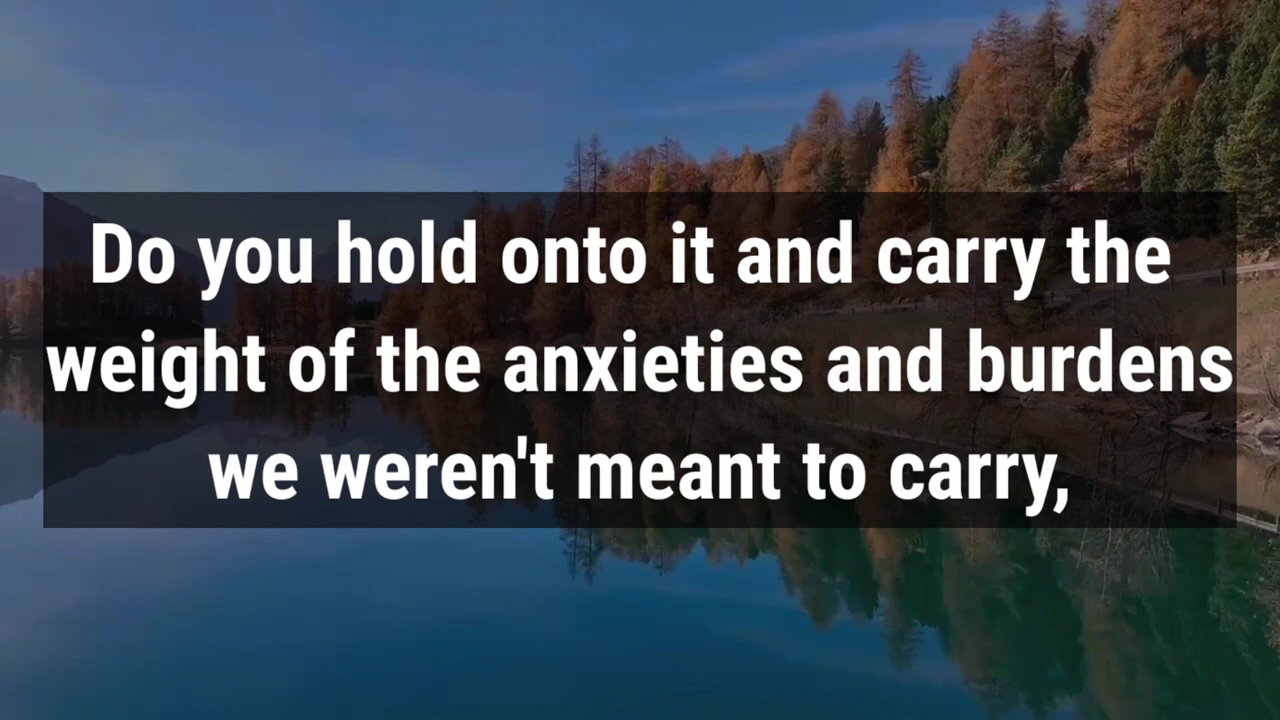 Do you hold onto it and carry the
weight of the anxieties and burdens
we weren't meant to carry,